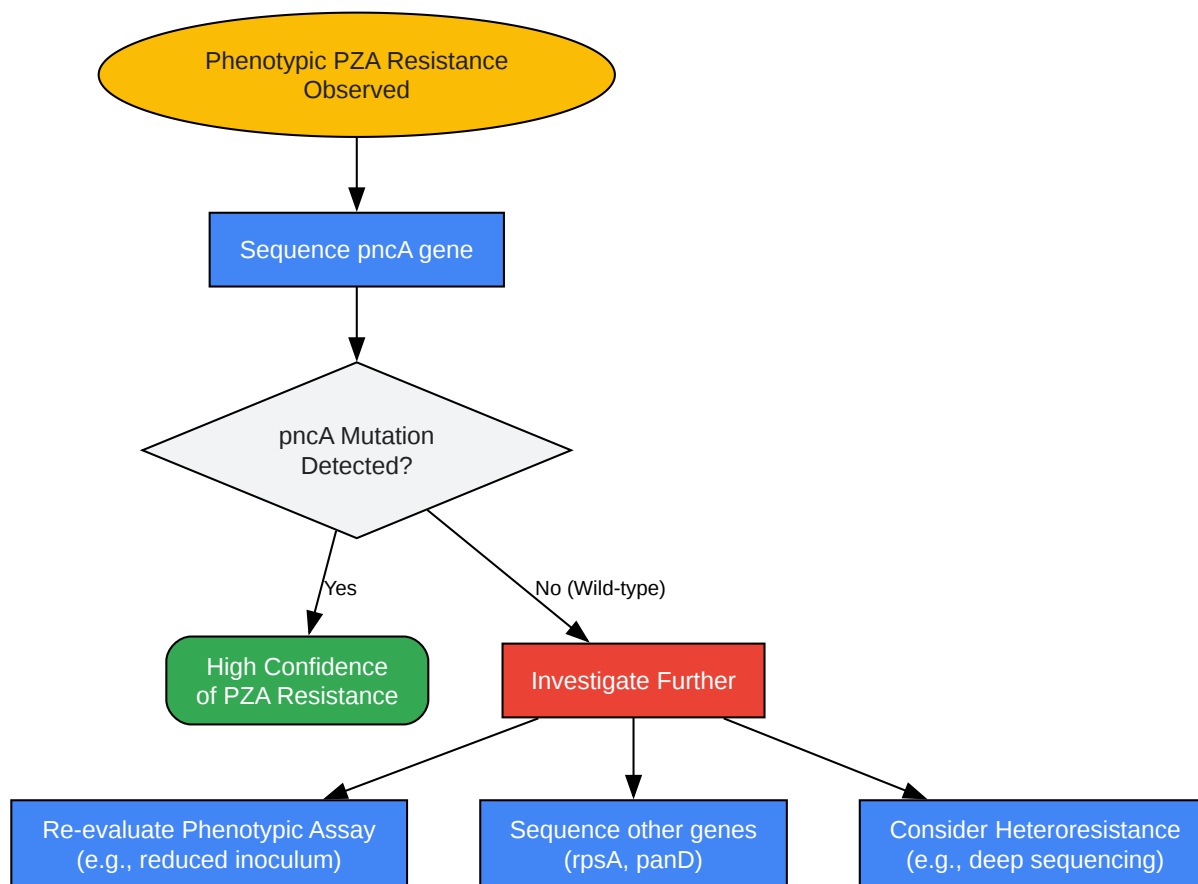 Phenotypic PZA Resistance
Observed
Sequence pncA gene
pncA Mutation
Detected?
Yes
No (Wild-type)
High Confidence
of PZA Resistance
Investigate Further
Re-evaluate Phenotypic Assay
(e.g., reduced inoculum)
Sequence other genes
(rpsA, panD)
Consider Heteroresistance
(e.g., deep sequencing)